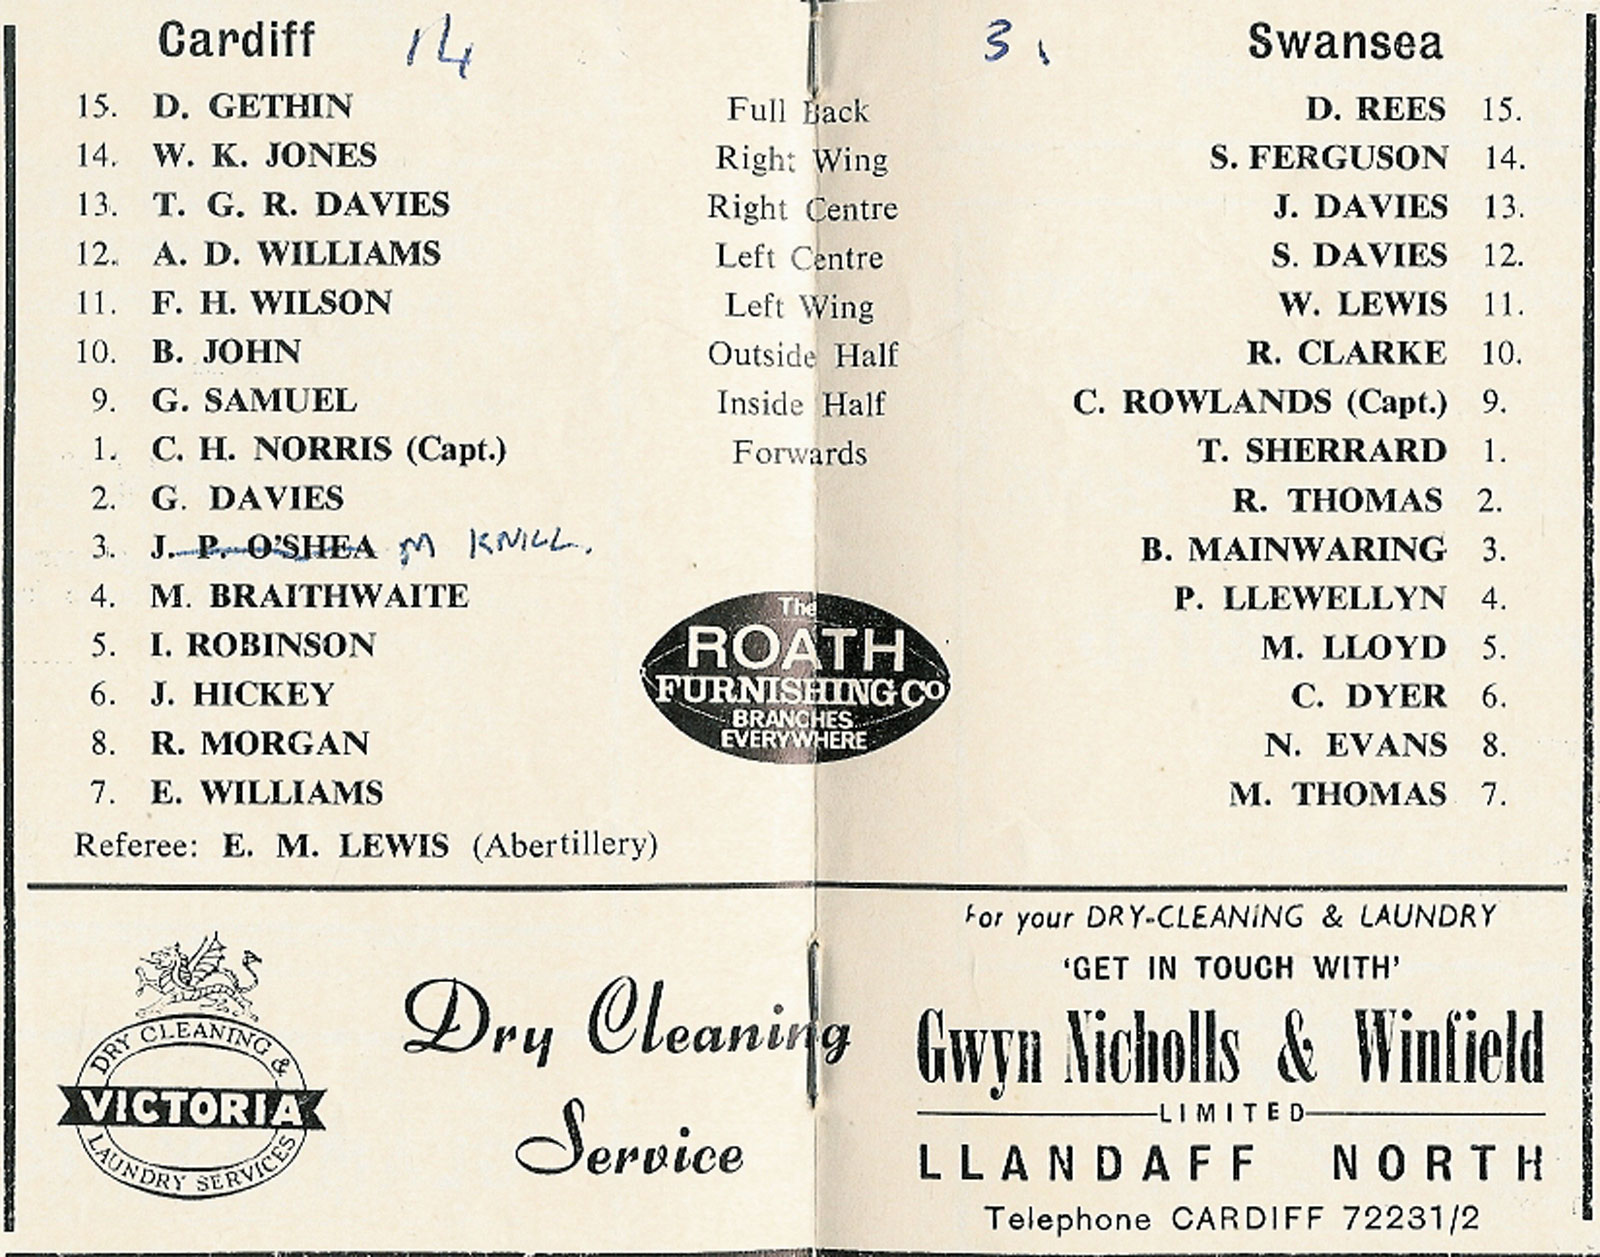 Cardiff 14 3. Swansea
15. D. GETHIN Full Back D. REES 15.
14. W. K. JONES Right Wing S. FERGUSON 14.
13. T. G. R. DAVIES Right Centre J. DAVIES 13.
12. A. D. WILLIAMS Left Centre S. DAVIES 12.
11. F. H. WILSON Left Wing W. LEWIS 11.
10. B. JOHN Outside Half R. CLARKE 10.
9. G. SAMUEL Inside Half C. ROWLANDS (Capt.) 9.
1. C. H. NORRIS (Capt.) Forwards T. SHERRARD 1.
2. G. DAVIES R. THOMAS 2.
3. J. P. O'SHEA M KNILL. B. MAINWARING 3.
4. M. BRAITHWAITE P. LLEWELLYN 4.
5. I. ROBINSON M. LLOYD 5.
6. J. HICKEY C. DYER 6.
8. R. MORGAN N. EVANS 8.
7. E. WILLIAMS M. THOMAS 7.
Referee: E. M. LEWIS (Abertillery)
The
ROATH
FURNISHING CO
BRANCHES
EVERYWHERE
DRY CLEANING &
VICTORIA
LAUNDRY SERVICES
Dry Cleaning
Service
For your DRY-CLEANING & LAUNDRY
'GET IN TOUCH WITH'
Gwyn Nicholls & Winfield
LIMITED
LLANDAFF NORTH
Telephone CARDIFF 72231/2